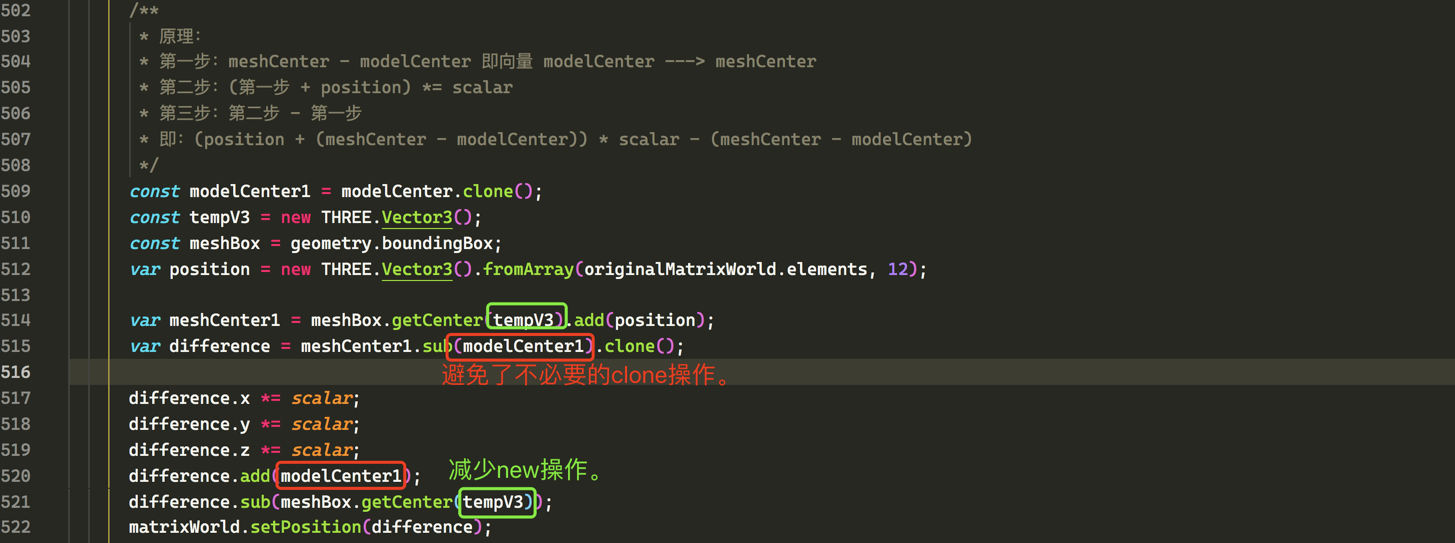 502 /**
503  * 原理：
504  * 第一步：meshCenter - modelCenter 即向量 modelCenter ---> meshCenter
505  * 第二步：(第一步 + position) *= scalar
506  * 第三步：第二步 - 第一步
507  * 即：(position + (meshCenter - modelCenter)) * scalar - (meshCenter - modelCenter)
508  */
509 const modelCenter1 = modelCenter.clone();
510 const tempV3 = new THREE.Vector3();
511 const meshBox = geometry.boundingBox;
512 var position = new THREE.Vector3().fromArray(originalMatrixWorld.elements, 12);
513
514 var meshCenter1 = meshBox.getCenter(tempV3).add(position);
515 var difference = meshCenter1.sub(modelCenter1).clone();
516 避免了不必要的clone操作。
517 difference.x *= scalar;
518 difference.y *= scalar;
519 difference.z *= scalar;
520 difference.add(modelCenter1); 减少new操作。
521 difference.sub(meshBox.getCenter(tempV3));
522 matrixWorld.setPosition(difference);